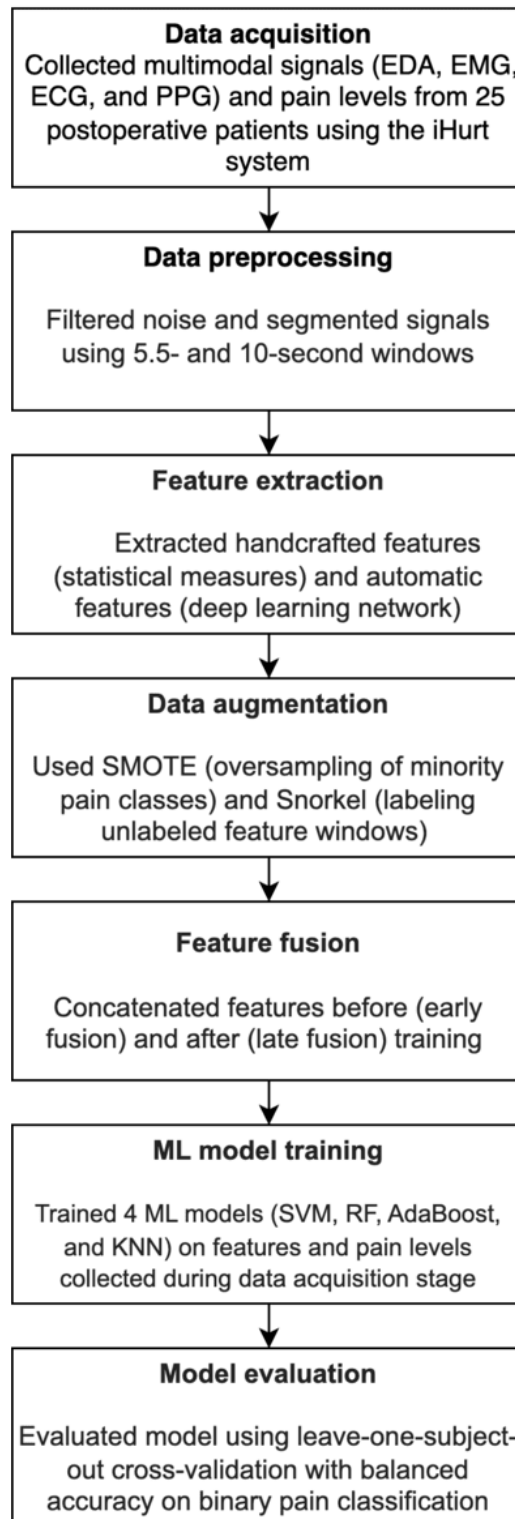 Data acquisition
Collected multimodal signals (EDA, EMG,
ECG, and PPG) and pain levels from 25
postoperative patients using the iHurt
system
Data preprocessing
Filtered noise and segmented signals
using 5.5- and 10-second windows
Feature extraction
Extracted handcrafted features
(statistical measures) and automatic
features (deep learning network)
Data augmentation
Used SMOTE (oversampling of minority
pain classes) and Snorkel (labeling
unlabeled feature windows)
Feature fusion
Concatenated features before (early
fusion) and after (late fusion) training
ML model training
Trained 4 ML models (SVM, RF, AdaBoost,
and KNN) on features and pain levels
collected during data acquisition stage
Model evaluation
Evaluated model using leave-one-subject-
out cross-validation with balanced
accuracy on binary pain classification